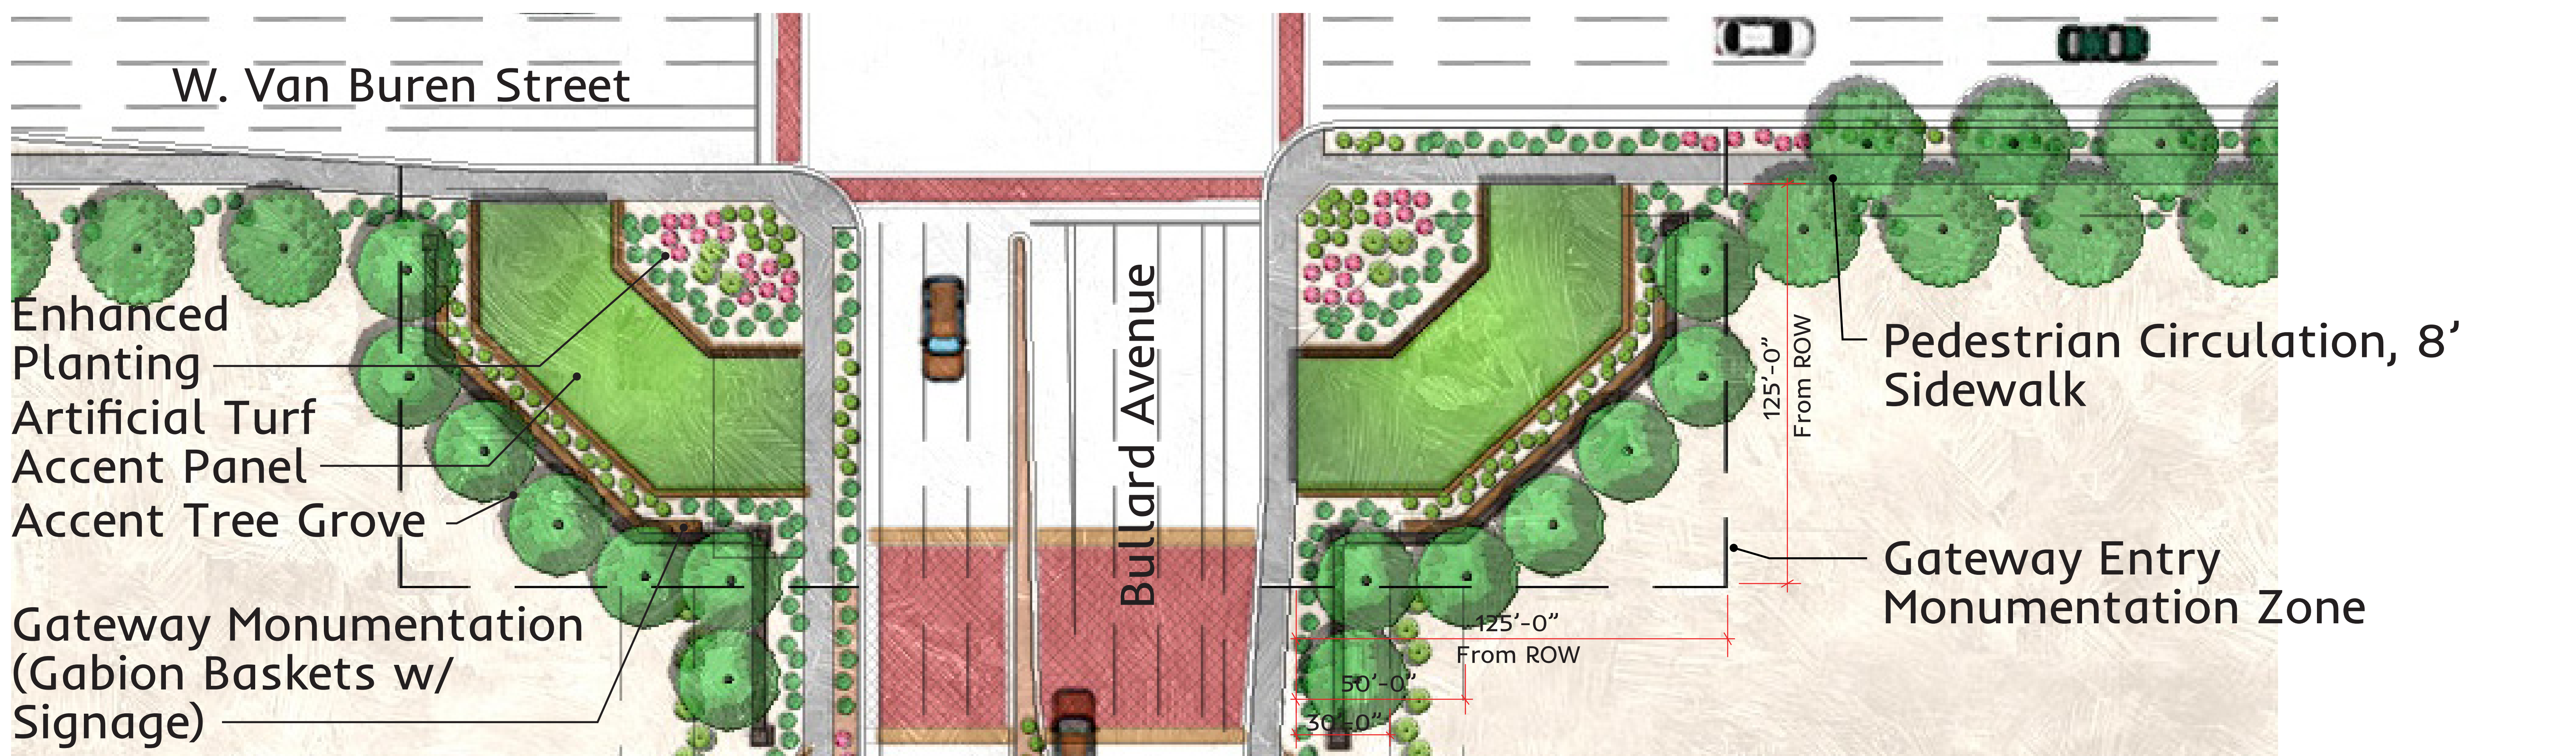 W. Van Buren Street
Bullard Avenue
Enhanced
Planting
Artificial Turf
Accent Panel
Accent Tree Grove
Gateway Monumentation
(Gabion Baskets w/
Signage)
125’-0”
From ROW
Pedestrian Circulation, 8’
Sidewalk
Gateway Entry
Monumentation Zone
125’-0”
From ROW
50’-0”
30’-0”